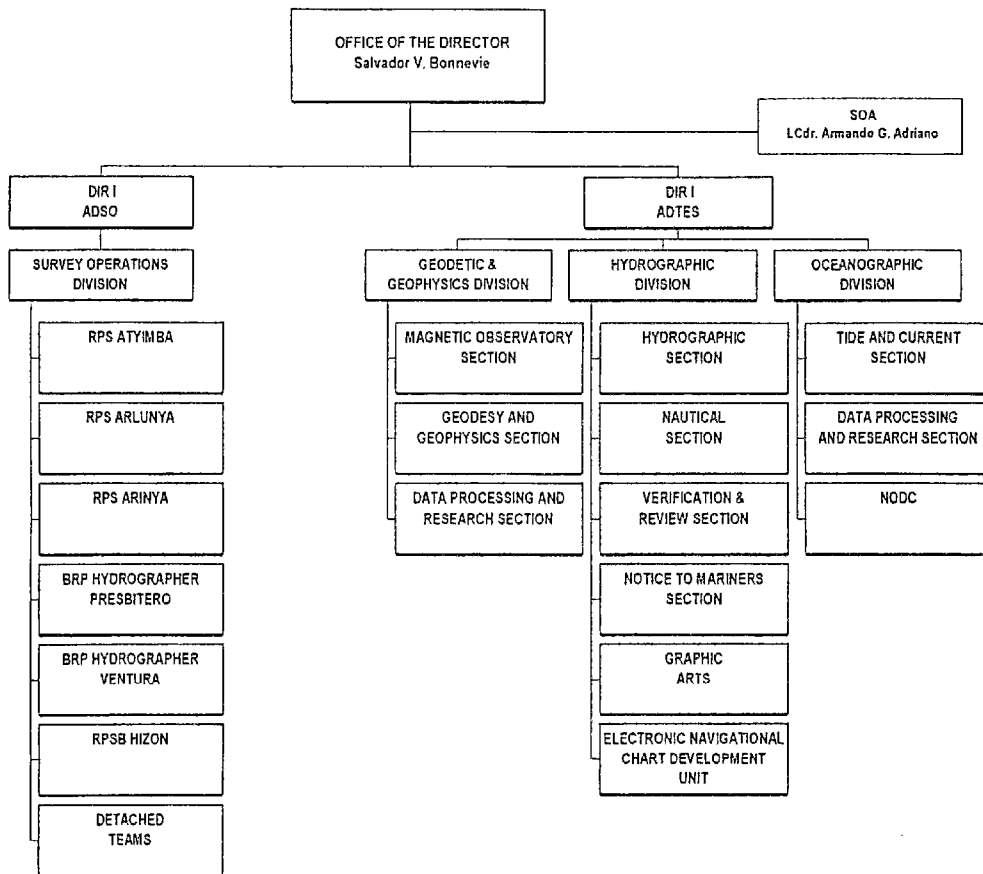 OFFICE OF THE DIRECTOR
Salvador V. Bonnevie
SOA
LCdr. Armando G. Adriano
DIR I
ADSO
DIR I
ADTES
SURVEY OPERATIONS
DIVISION
GEODETIC &
GEOPHYSICS DIVISION
HYDROGRAPHIC
DIVISION
OCEANOGRAPHIC
DIVISION
RPS ATYIMBA
RPS ARLUNYA
RPS ARINYA
BRP HYDROGRAPHER
PRESBITERO
BRP HYDROGRAPHER
VENTURA
RPSB HIZON
DETACHED
TEAMS
MAGNETIC OBSERVATORY
SECTION
GEODESY AND
GEOPHYSICS SECTION
DATA PROCESSING AND
RESEARCH SECTION
HYDROGRAPHIC
SECTION
NAUTICAL
SECTION
VERIFICATION &
REVIEW SECTION
NOTICE TO MARINERS
SECTION
GRAPHIC
ARTS
ELECTRONIC NAVIGATIONAL
CHART DEVELOPMENT
UNIT
TIDE AND CURRENT
SECTION
DATA PROCESSING
AND RESEARCH SECTION
NODC